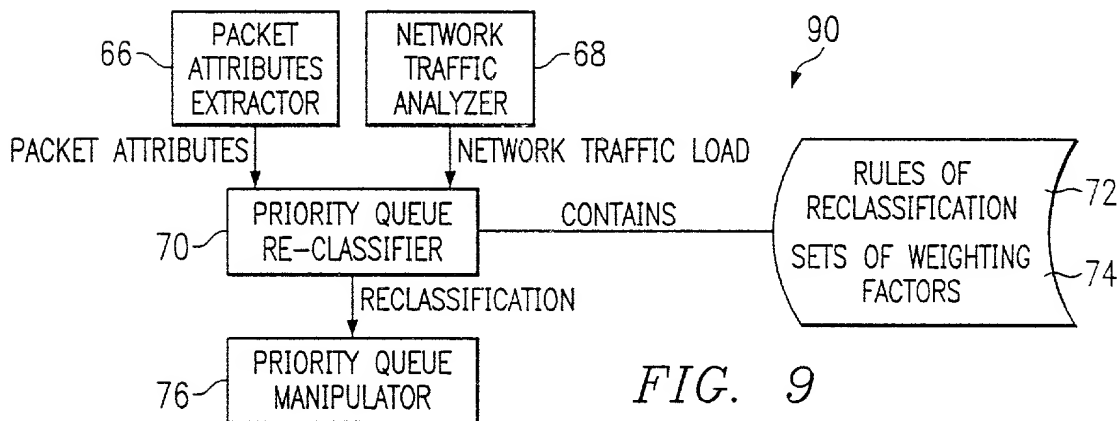 66
PACKET
ATTRIBUTES
EXTRACTOR
NETWORK
TRAFFIC
ANALYZER
68
90
PACKET ATTRIBUTES
NETWORK TRAFFIC LOAD
70
PRIORITY QUEUE
RE-CLASSIFIER
CONTAINS
RULES OF
RECLASSIFICATION
72
SETS OF WEIGHTING
FACTORS
74
RECLASSIFICATION
76
PRIORITY QUEUE
MANIPULATOR
FIG. 9